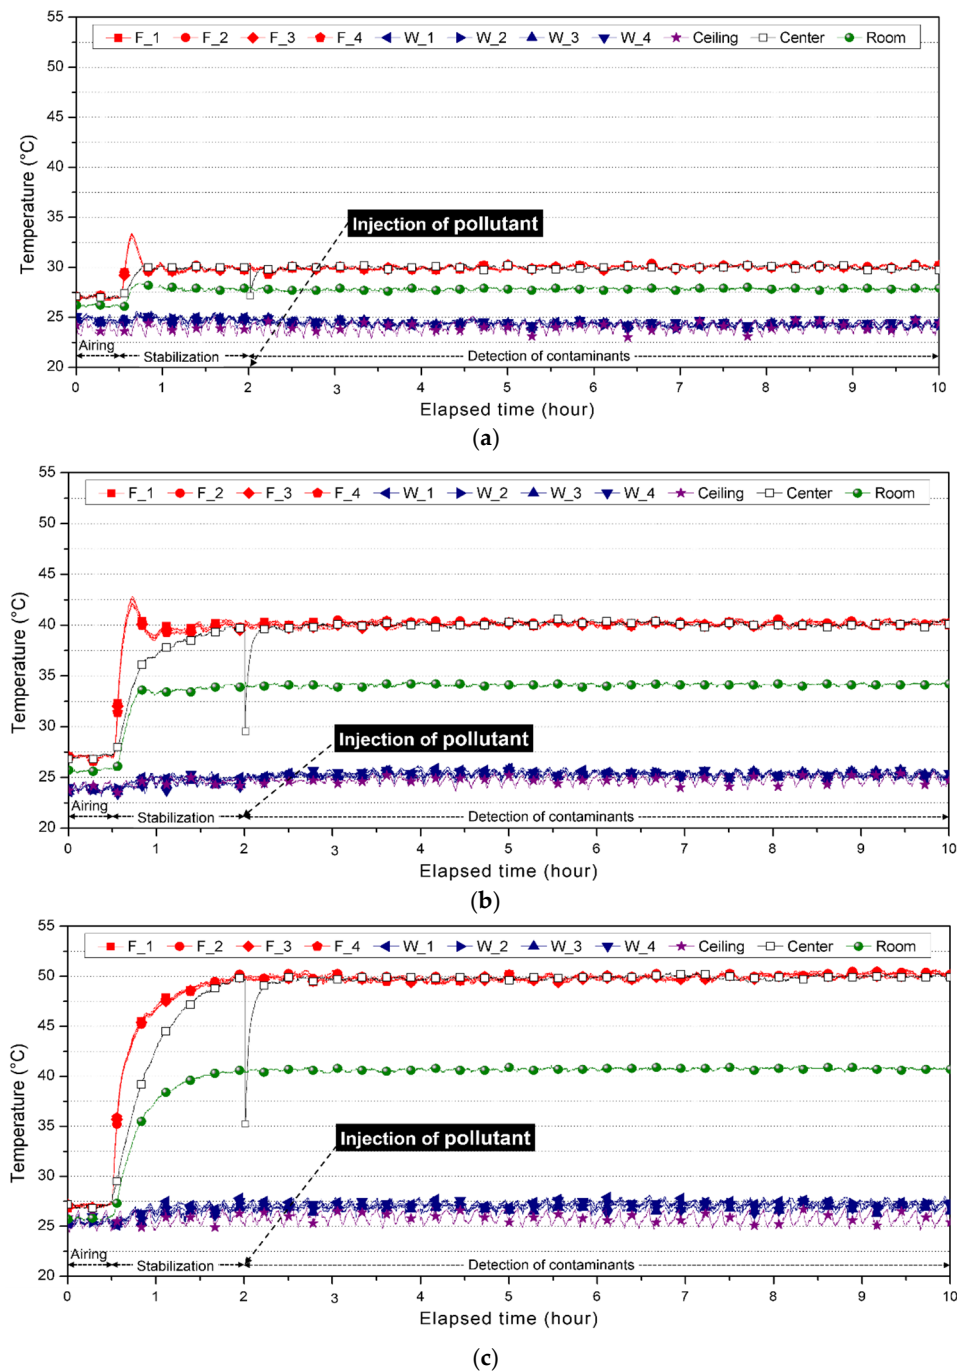 55
F_1 F_2 F_3 F_4 W_1 W_2 W_3 W_4 Ceiling Center Room
50
45
40
35
30
25
20
Temperature (°C)
Injection of pollutant
Airing Stabilization Detection of contaminants
0 1 2 3 4 5 6 7 8 9 10
Elapsed time (hour)
(a)
55
F_1 F_2 F_3 F_4 W_1 W_2 W_3 W_4 Ceiling Center Room
50
45
40
35
30
25
20
Temperature (°C)
Injection of pollutant
Airing Stabilization Detection of contaminants
0 1 2 3 4 5 6 7 8 9 10
Elapsed time (hour)
(b)
55
F_1 F_2 F_3 F_4 W_1 W_2 W_3 W_4 Ceiling Center Room
50
45
40
35
30
25
20
Temperature (°C)
Injection of pollutant
Airing Stabilization Detection of contaminants
0 1 2 3 4 5 6 7 8 9 10
Elapsed time (hour)
(c)